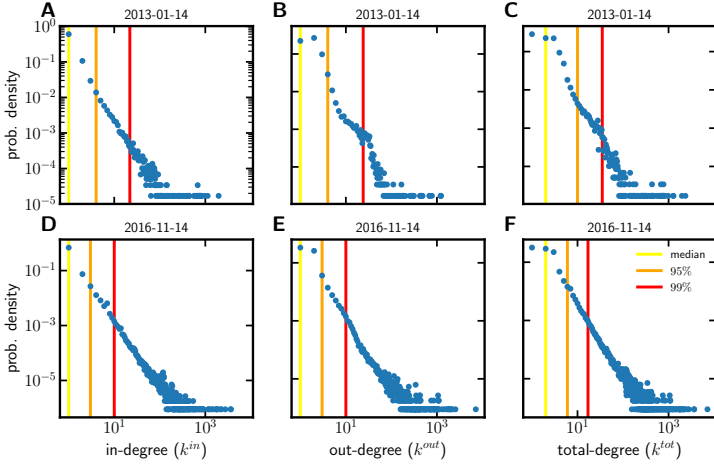 A 2013-01-14 B 2013-01-14 C 2013-01-14
10^0
10^-1
10^-2
10^-3
10^-4
10^-5
prob. density
D 2016-11-14 E 2016-11-14 F 2016-11-14
10^-1
10^-3
10^-5
prob. density
median
95%
99%
10^1 10^3 10^1 10^3 10^1 10^3
in-degree (k^in) out-degree (k^out) total-degree (k^tot)